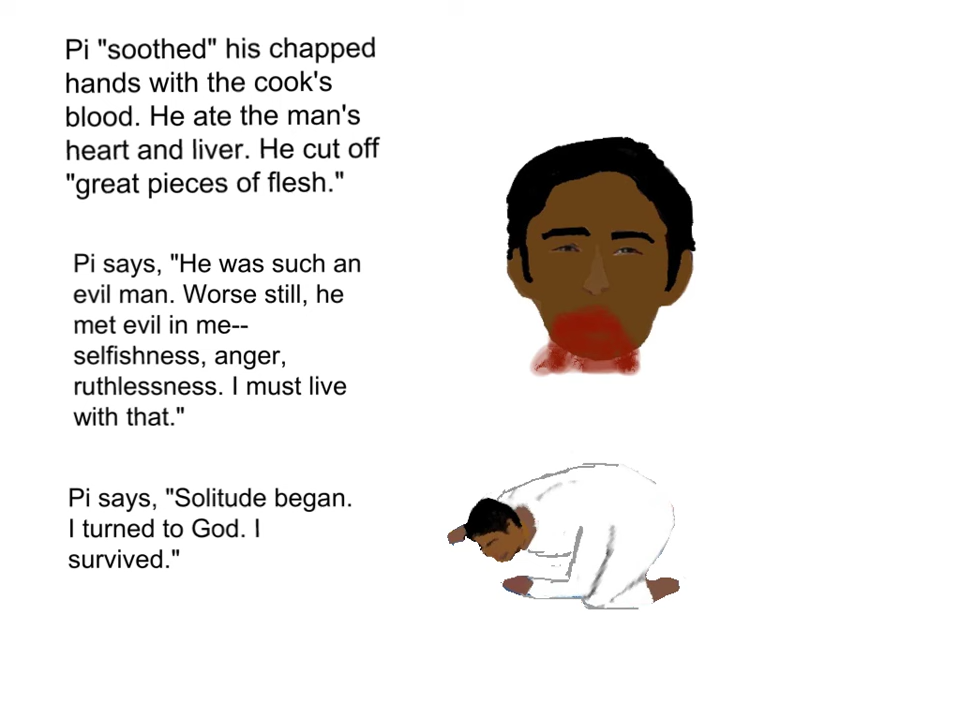 Pi "soothed" his chapped
hands with the cook's
blood. He ate the man's
heart and liver. He cut off
"great pieces of flesh."
Pi says, "He was such an
evil man. Worse still, he
met evil in me--
selfishness, anger,
ruthlessness. I must live
with that."
Pi says, "Solitude began.
I turned to God. I
survived."